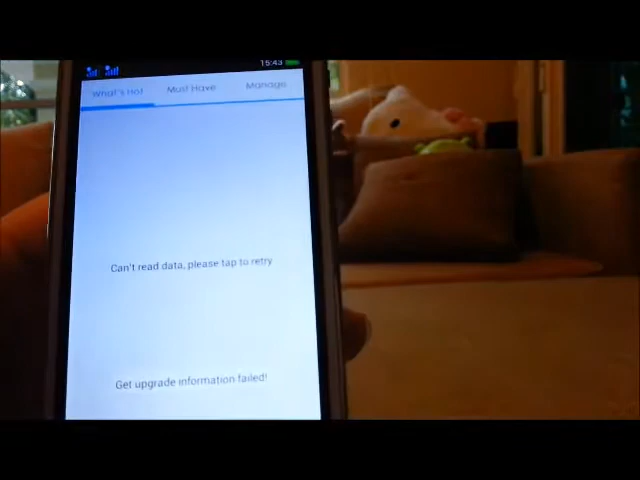 15:43
What's Hot Must Have Manage
Can't read data, please tap to retry
Get upgrade information failed!